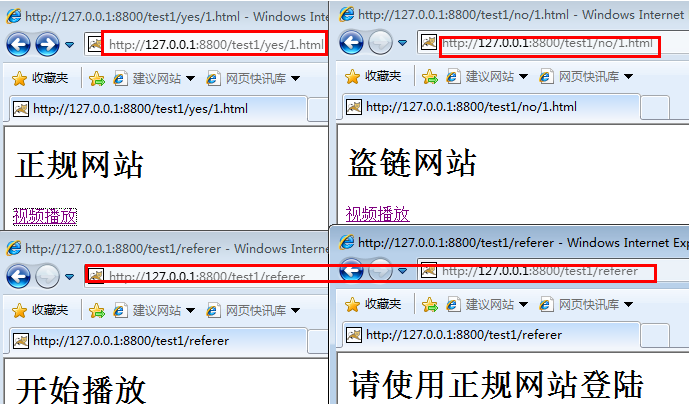 http://127.0.0.1:8800/test1/yes/1.html - Windows Inte
http://127.0.0.1:8800/test1/yes/1.html
收藏夹 建议网站 网页快讯库
http://127.0.0.1:8800/test1/yes/1.html
正规网站
视频播放
http://127.0.0.1:8800/test1/no/1.html - Windows Internet
http://127.0.0.1:8800/test1/no/1.html
收藏夹 建议网站 网页快讯库
http://127.0.0.1:8800/test1/no/1.html
盗链网站
视频播放
http://127.0.0.1:8800/test1/referer - Windows Intern
http://127.0.0.1:8800/test1/referer
收藏夹 建议网站 网页快讯库
http://127.0.0.1:8800/test1/referer
开始播放
http://127.0.0.1:8800/test1/referer - Windows Internet Exp
http://127.0.0.1:8800/test1/referer
收藏夹 建议网站 网页快讯库
http://127.0.0.1:8800/test1/referer
请使用正规网站登陆